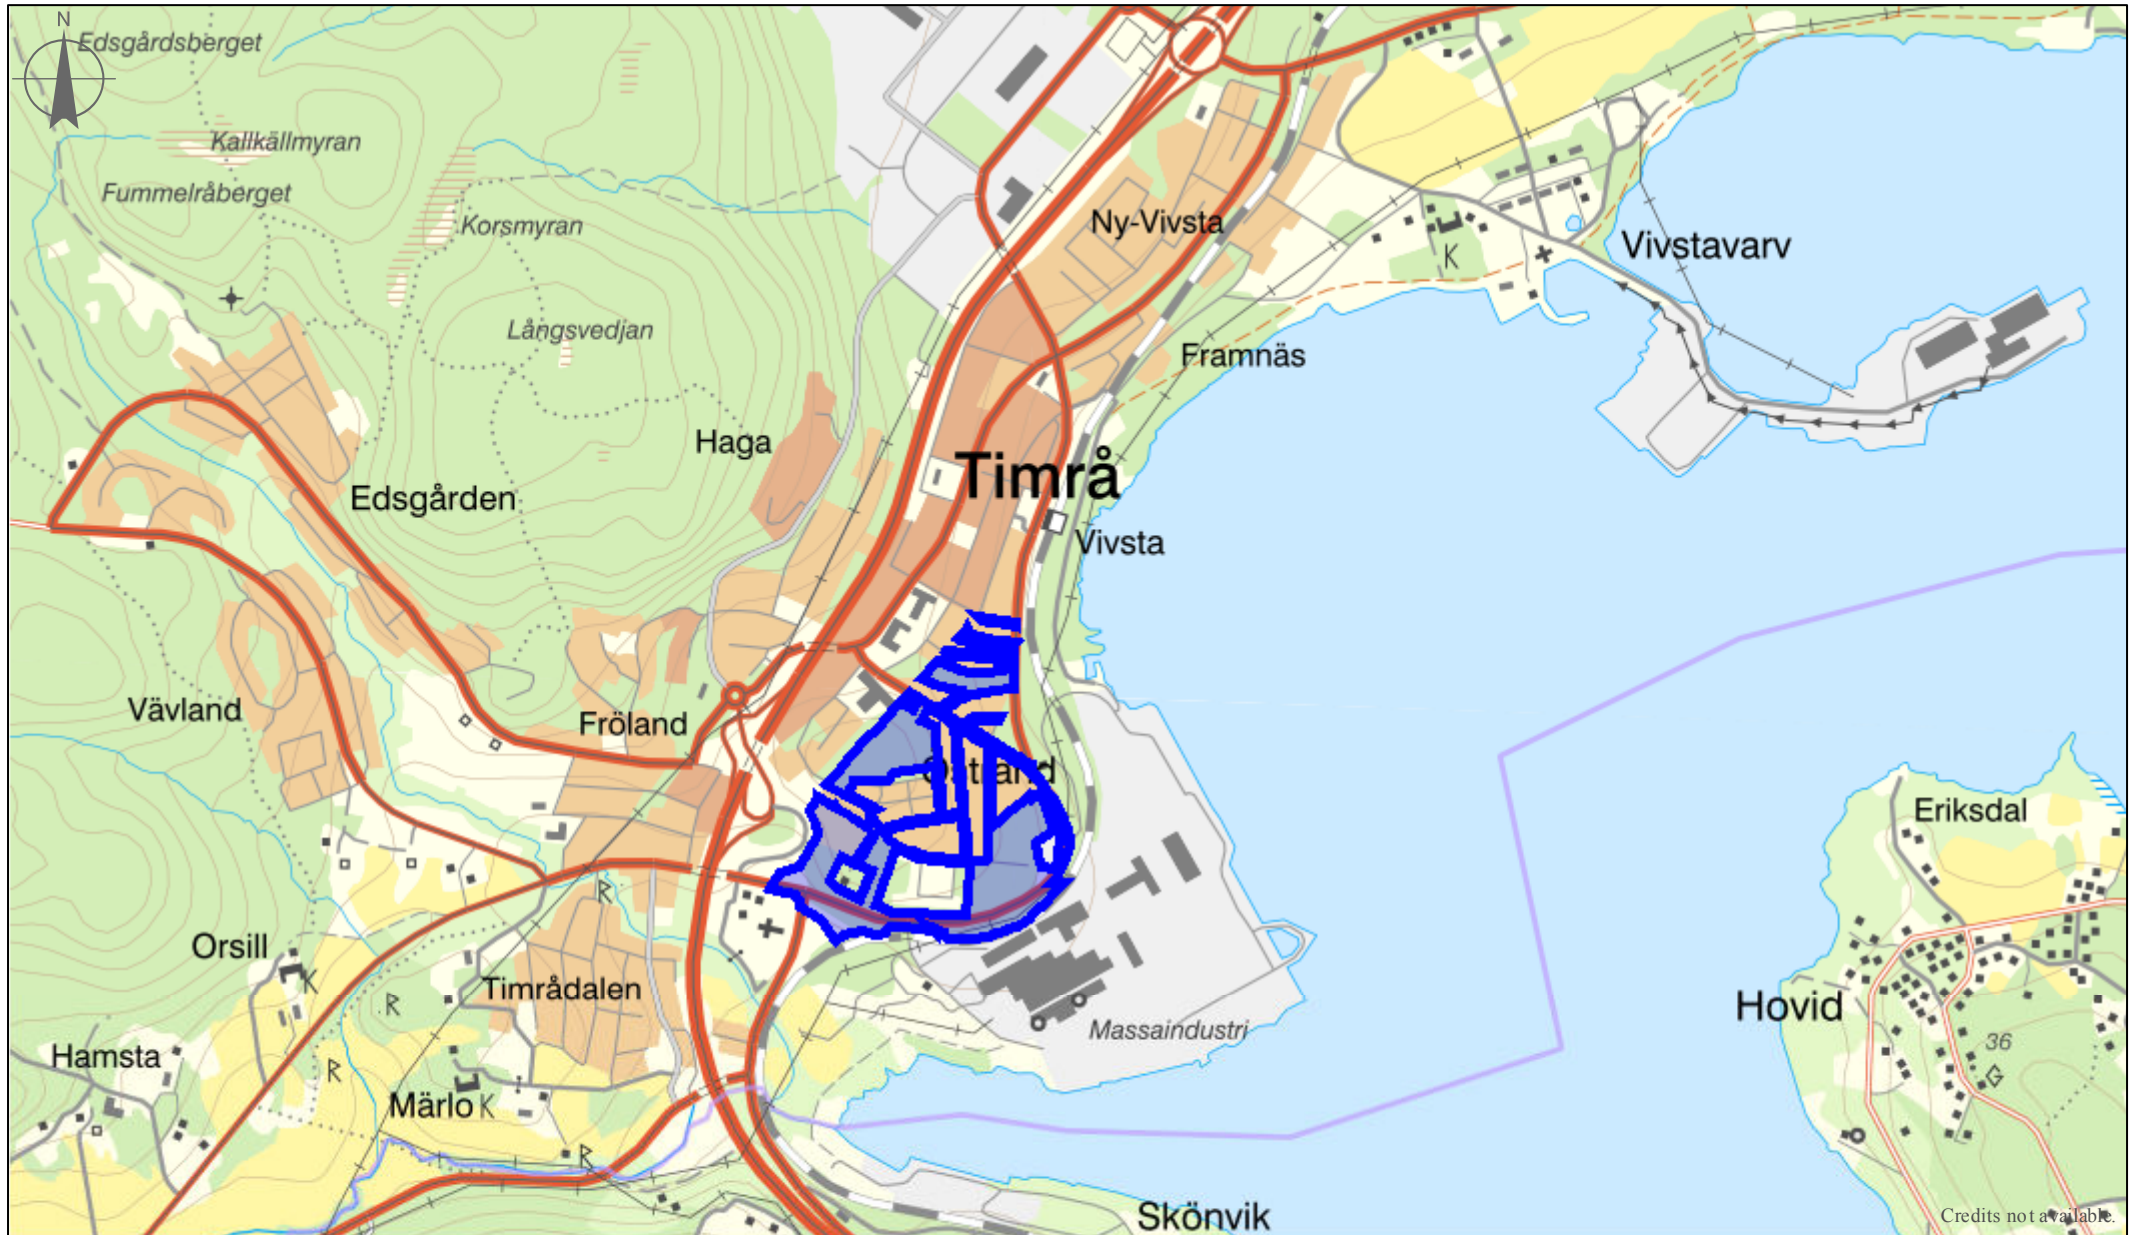 N
Edsgårdsberget
Kallkällmyran
Fummelråberget
Korsmyran
Ny-Vivsta
K
Vivstavarv
Långsvedjan
Framnäs
Haga
Timrå
Edsgården
Vivsta
Vävland
Fröland
Östrand
Eriksdal
R
Orsill
K
Timrådalen
R
Hovid
Massaindustri
36
G
Hamsta
R
Märlo K
R
Skönvik
Credits not available.